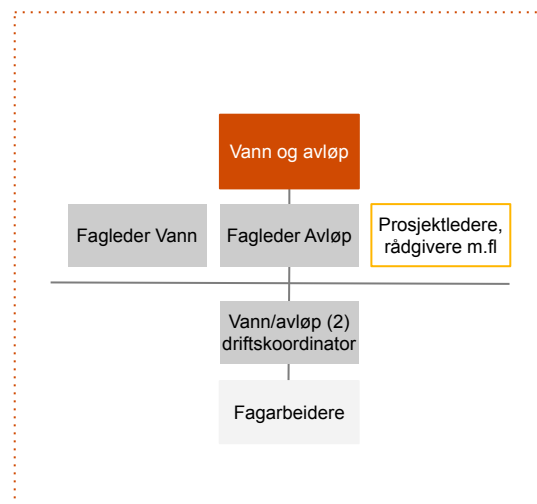 Vann og avløp
Fagleder Vann
Fagleder Avløp
Prosjektledere,
rådgivere m.fl
Vann/avløp (2)
driftskoordinator
Fagarbeidere